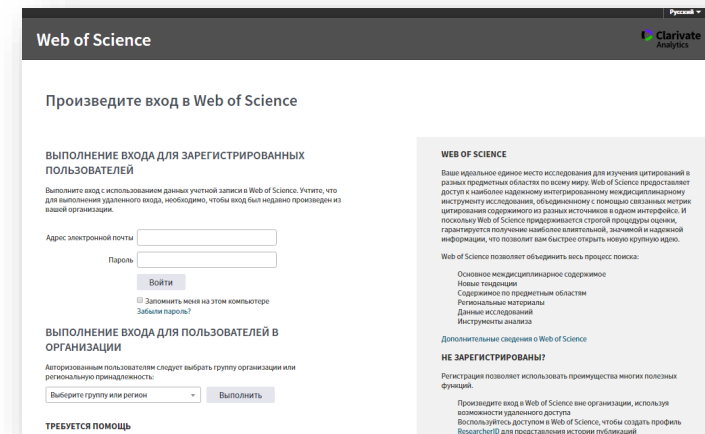 Русский
Web of Science
Clarivate
Analytics
Произведите вход в Web of Science
ВЫПОЛНЕНИЕ ВХОДА ДЛЯ ЗАРЕГИСТРИРОВАННЫХ
ПОЛЬЗОВАТЕЛЕЙ
Выполните вход с использованием данных учетной записи в Web of Science. Учтите, что
для выполнения удаленного входа, необходимо, чтобы вход был недавно произведен из
вашей организации.
Адрес электронной почты
Пароль
Войти
Запомнить меня на этом компьютере
Забыли пароль?
ВЫПОЛНЕНИЕ ВХОДА ДЛЯ ПОЛЬЗОВАТЕЛЕЙ В
ОРГАНИЗАЦИИ
Авторизованным пользователям следует выбрать группу организации или
региональную принадлежность:
Выберите группу или регион
Выполнить
ТРЕБУЕТСЯ ПОМОЩЬ
WEB OF SCIENCE
Ваше идеальное единое место исследования для изучения цитирований в
разных предметных областях по всему миру. Web of Science предоставляет
доступ к наиболее надежному интегрированному междисциплинарному
инструменту исследования, объединенному с помощью связанных метрик
цитирования содержимого из разных источников в одном интерфейсе. И
поскольку Web of Science придерживается строгой процедуры оценки,
гарантируется получение наиболее влиятельной, значимой и надежной
информации, что позволит вам быстрее открыть новую крупную идею.
Web of Science позволяет объединить весь процесс поиска:
Основное междисциплинарное содержимое
Новые тенденции
Содержимое по предметным областям
Региональные материалы
Данные исследований
Инструменты анализа
Дополнительные сведения о Web of Science
НЕ ЗАРЕГИСТРИРОВАНЫ?
Регистрация позволяет использовать преимущества многих полезных
функций.
Произведите вход в Web of Science вне организации, используя
возможности удаленного доступа
Воспользуйтесь доступом в Web of Science, чтобы создать профиль
ResearcherID для представления истории публикаций